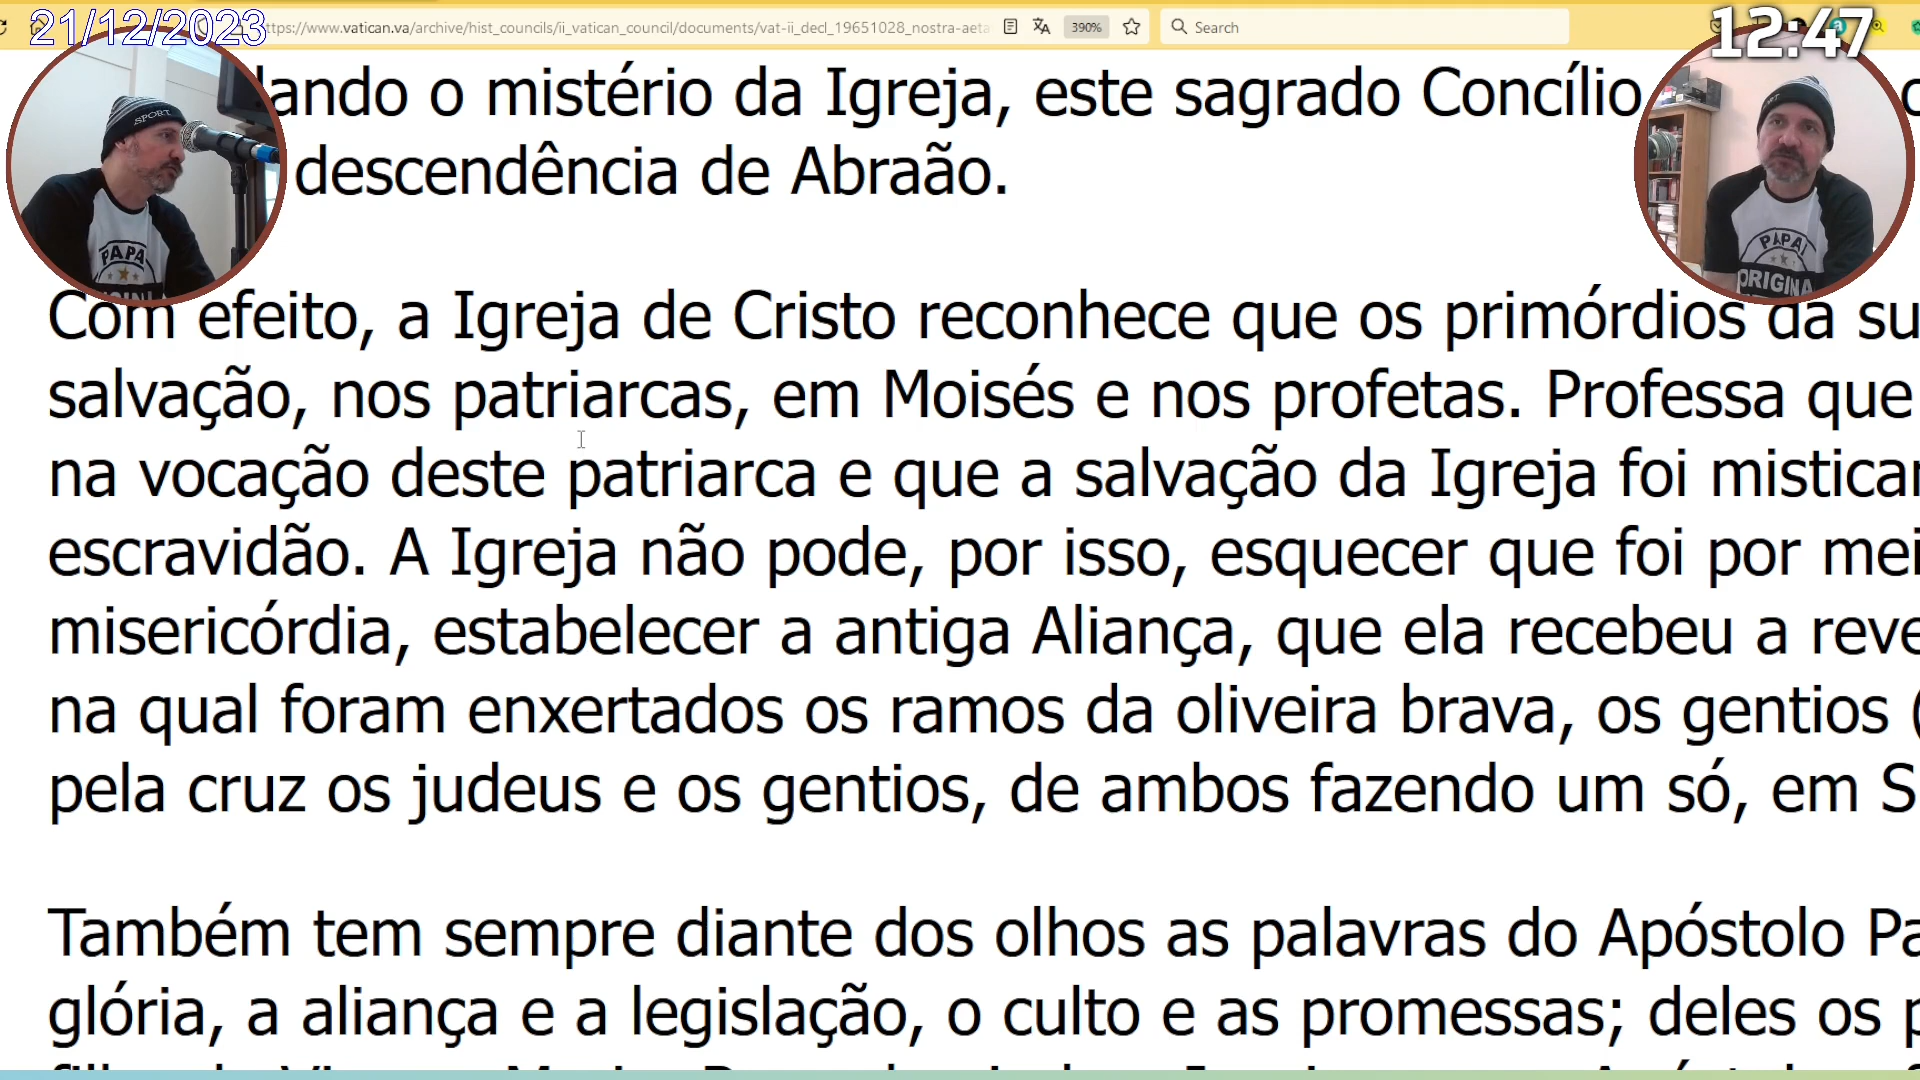 21/12/2023
ttps://www.vatican.va/archive/hist_councils/ii_vatican_council/documents/vat-ii_decl_19651028_nostra-aeta
390%
Search
12:47
ando o mistério da Igreja, este sagrado Concílio
descendência de Abraão.
SPORT
PAPAI
PAPAI
ORIGINA
Com efeito, a Igreja de Cristo reconhece que os primórdios da su
salvação, nos patriarcas, em Moisés e nos profetas. Professa que
na vocação deste patriarca e que a salvação da Igreja foi mistica
escravidão. A Igreja não pode, por isso, esquecer que foi por mei
misericórdia, estabelecer a antiga Aliança, que ela recebeu a reve
na qual foram enxertados os ramos da oliveira brava, os gentios (
pela cruz os judeus e os gentios, de ambos fazendo um só, em S
Também tem sempre diante dos olhos as palavras do Apóstolo Pa
glória, a aliança e a legislação, o culto e as promessas; deles os p